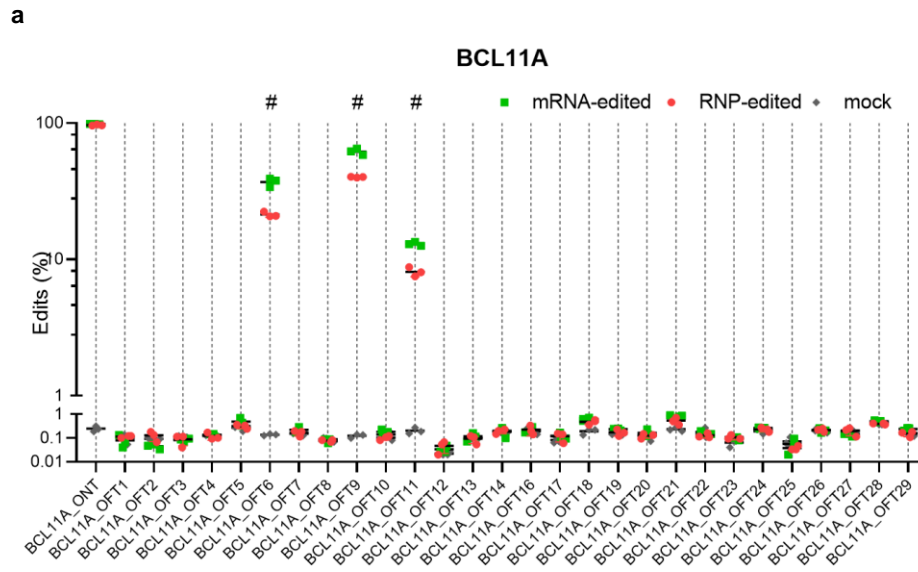 a
BCL11A
# # #
mRNA-edited RNP-edited mock
Edits (%)
100
10
1
1
0.1
0.01
BCL11A_ONT
BCL11A_OFT1
BCL11A_OFT2
BCL11A_OFT3
BCL11A_OFT4
BCL11A_OFT5
BCL11A_OFT6
BCL11A_OFT7
BCL11A_OFT8
BCL11A_OFT9
BCL11A_OFT10
BCL11A_OFT11
BCL11A_OFT12
BCL11A_OFT13
BCL11A_OFT14
BCL11A_OFT16
BCL11A_OFT17
BCL11A_OFT18
BCL11A_OFT19
BCL11A_OFT20
BCL11A_OFT21
BCL11A_OFT22
BCL11A_OFT23
BCL11A_OFT24
BCL11A_OFT25
BCL11A_OFT26
BCL11A_OFT27
BCL11A_OFT28
BCL11A_OFT29